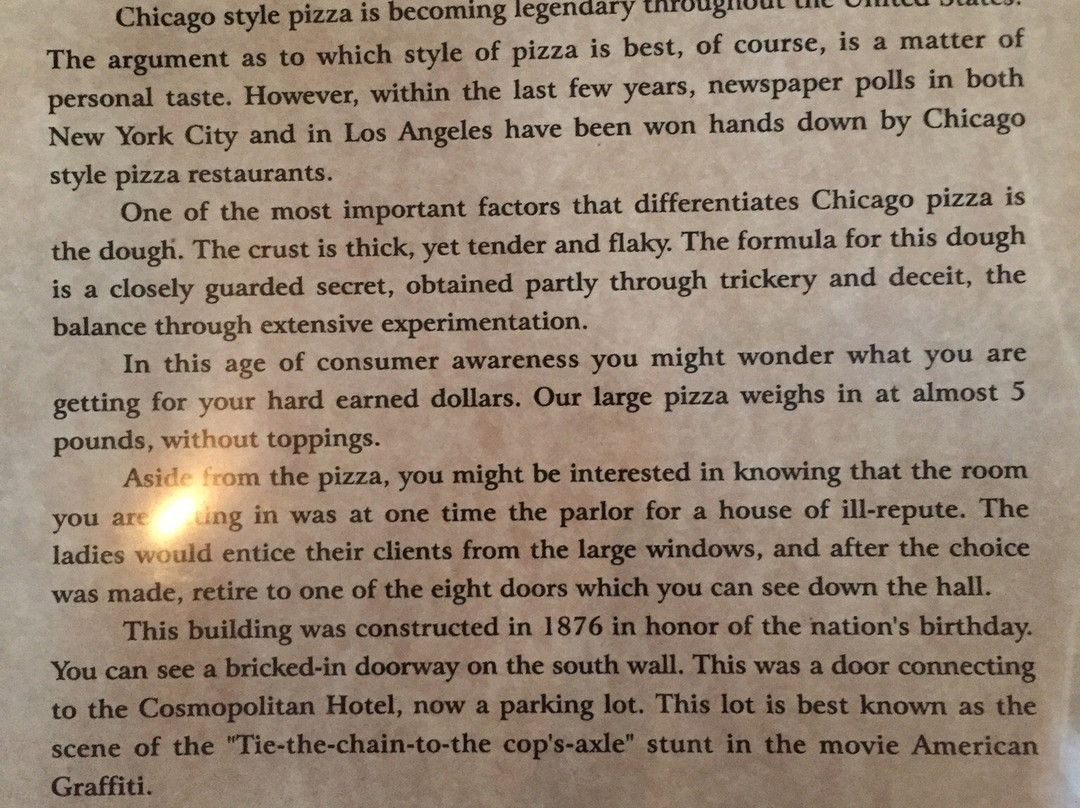 Chicago style pizza is becoming legendary throughout the United States.
The argument as to which style of pizza is best, of course, is a matter of
personal taste. However, within the last few years, newspaper polls in both
New York City and in Los Angeles have been won hands down by Chicago
style pizza restaurants.
One of the most important factors that differentiates Chicago pizza is
the dough. The crust is thick, yet tender and flaky. The formula for this dough
is a closely guarded secret, obtained partly through trickery and deceit, the
balance through extensive experimentation.
In this age of consumer awareness you might wonder what you are
getting for your hard earned dollars. Our large pizza weighs in at almost 5
pounds, without toppings.
Aside from the pizza, you might be interested in knowing that the room
you are in was at one time the parlor for a house of ill-repute. The
ladies would entice their clients from the large windows, and after the choice
was made, retire to one of the eight doors which you can see down the hall.
This building was constructed in 1876 in honor of the nation's birthday.
You can see a bricked-in doorway on the south wall. This was a door connecting
to the Cosmopolitan Hotel, now a parking lot. This lot is best known as the
scene of the "Tie-the-chain-to-the cop's-axle" stunt in the movie American
Graffiti.